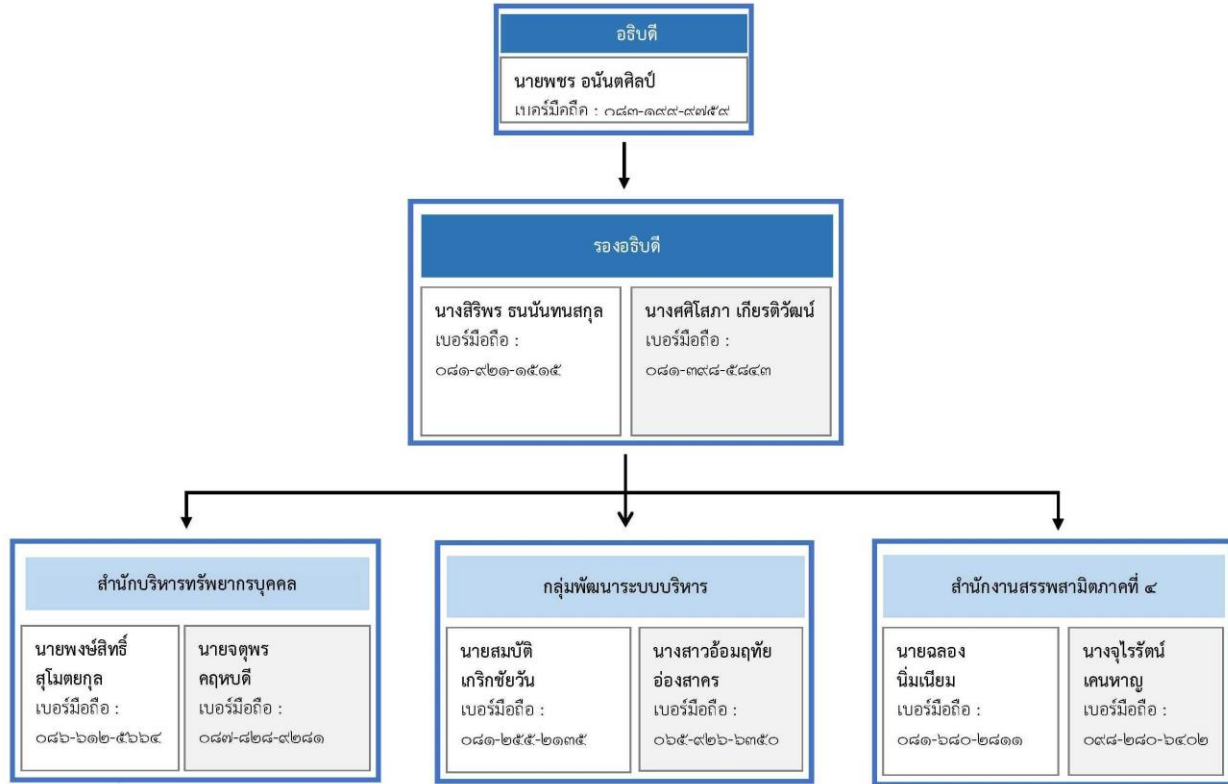 อธิบดี
นายพชร อนันตศิลป์
เบอร์มือถือ : ๐๘๓-๑๙๙-๙๗๕๙
รองอธิบดี
นางสิริพร ธนนันทนสกุล
เบอร์มือถือ :
๐๘๑-๙๒๑-๑๕๑๕
นางศศิโสภา เกียรติวัฒน์
เบอร์มือถือ :
๐๘๑-๓๙๘-๕๘๔๓
สำนักบริหารทรัพยากรบุคคล
นายพงษ์สิทธิ์
สุโมตยกุล
เบอร์มือถือ :
๐๘๖-๖๑๒-๕๖๖๔
นายจตุพร
คฤหบดี
เบอร์มือถือ :
๐๘๗-๘๒๘-๙๒๘๑
กลุ่มพัฒนาระบบบริหาร
นายสมบัติ
เกริกชัยวัน
เบอร์มือถือ :
๐๘๑-๒๕๕-๒๑๓๕
นางสาวอ้อมฤทัย
อ่องสาคร
เบอร์มือถือ :
๐๖๕-๙๒๖-๖๓๕๐
สำนักงานสรรพสามิตภาคที่ ๔
นายฉลอง
นิ่มเนียม
เบอร์มือถือ :
๐๘๑-๖๘๐-๒๘๑๑
นางจุไรรัตน์
เคนหาญ
เบอร์มือถือ :
๐๙๘-๒๘๐-๖๔๐๒